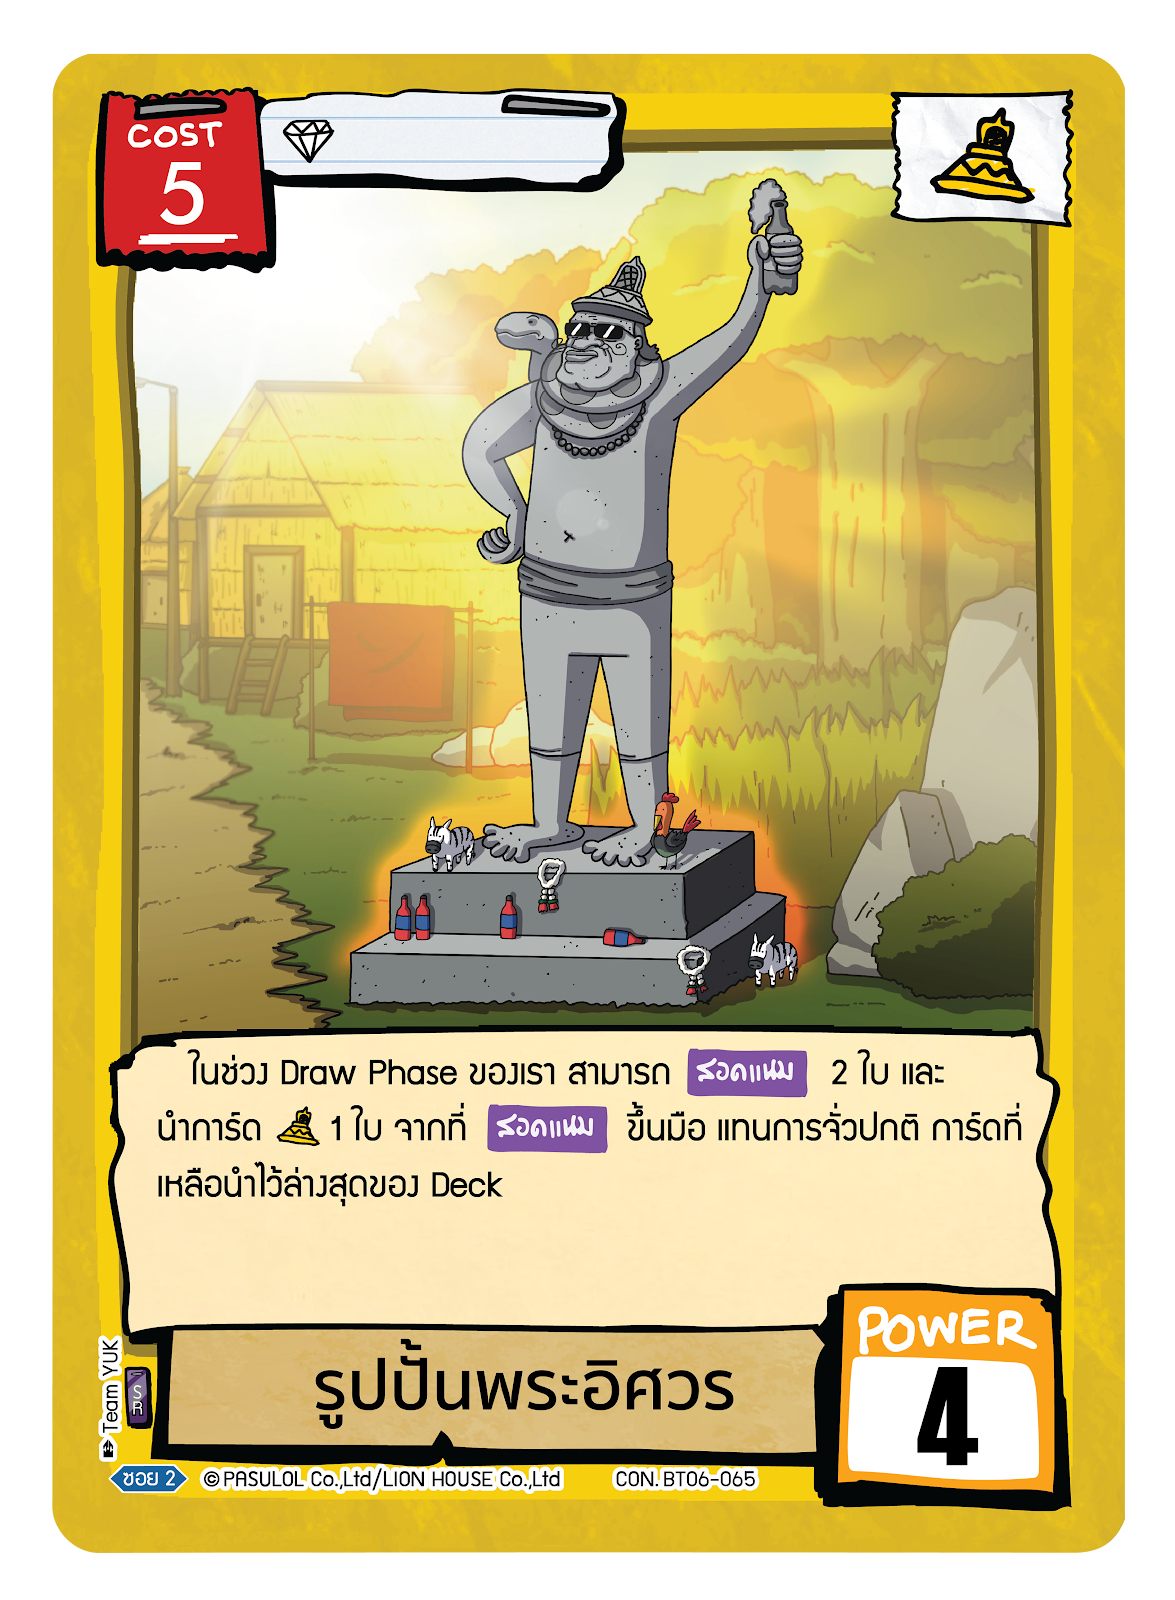 COST
5
ในช่วง Draw Phase ของเรา สามารถ สอดแนม 2 ใบ และ
นำการ์ด 1 ใบ จากที่ สอดแนม ขึ้นมือ แทนการจั่วปกติ การ์ดที่
เหลือนำไว้ล่างสุดของ Deck
POWER
4
รูปปั้นพระอิศวร
Team YUK
SR
ซอย 2 © PASULOL Co.,Ltd/LION HOUSE Co.,Ltd CON. BT06-065